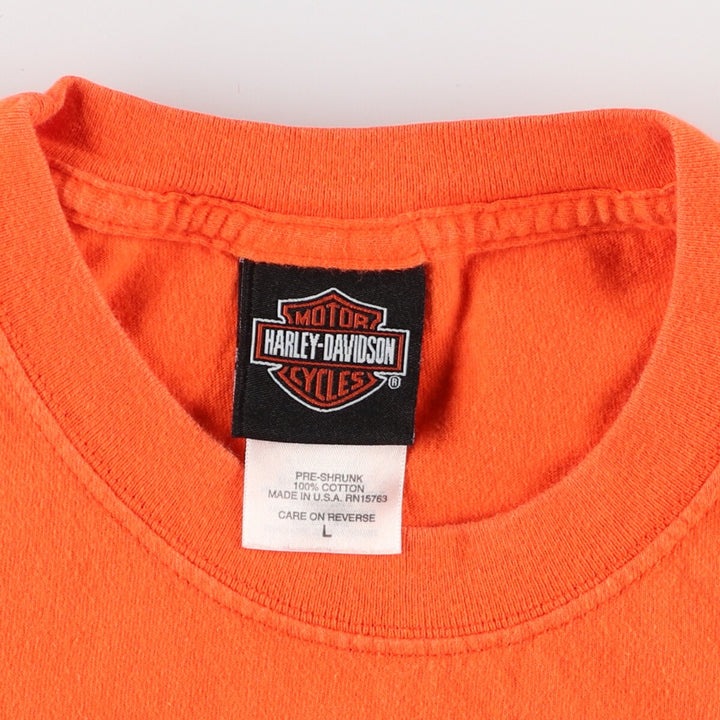 MOTOR
HARLEY-DAVIDSON
CYCLES
®
PRE-SHRUNK
100% COTTON
MADE IN U.S.A. RN15763
CARE ON REVERSE
L